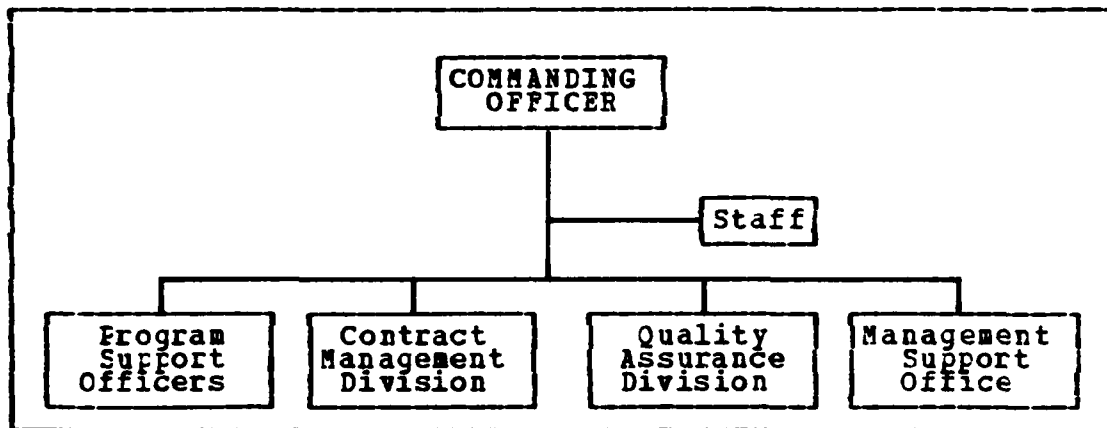 COMMANDING
OFFICER
Staff
Program
Support
Officers
Contract
Management
Division
Quality
Assurance
Division
Management
Support
Office